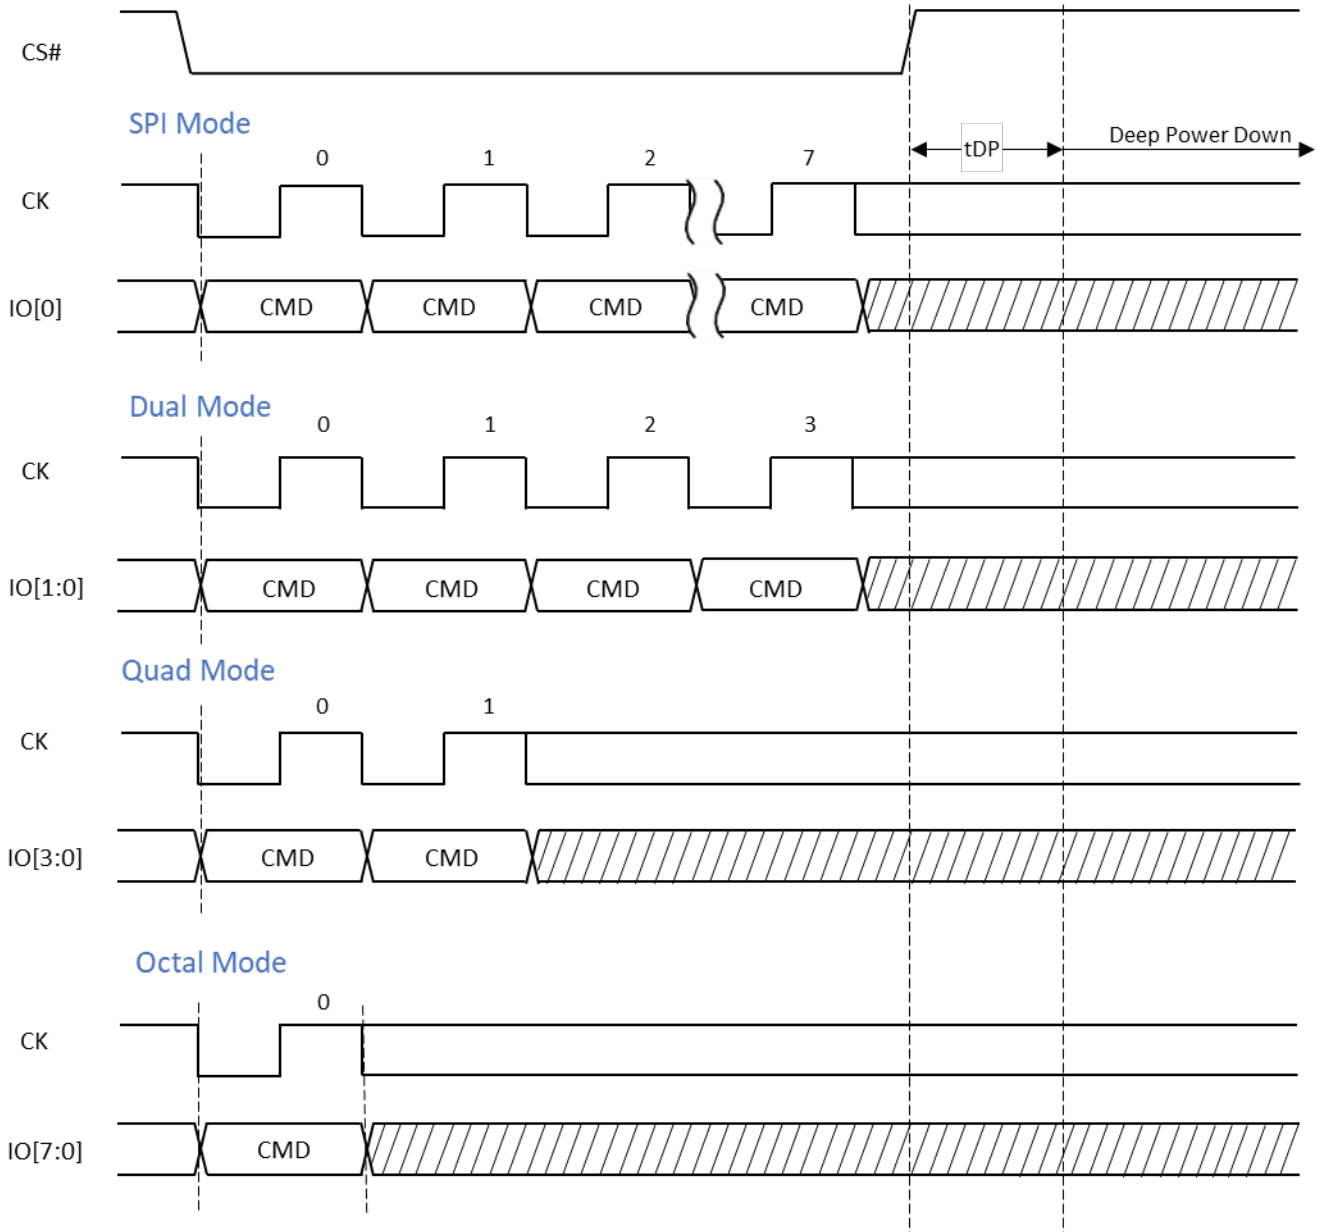 CS#
SPI Mode
0 1 2 7
tDP
Deep Power Down
CK
IO[0]
CMD CMD CMD CMD
Dual Mode
0 1 2 3
CK
IO[1:0]
CMD CMD CMD CMD
Quad Mode
0 1
CK
IO[3:0]
CMD CMD
Octal Mode
0
CK
IO[7:0]
CMD